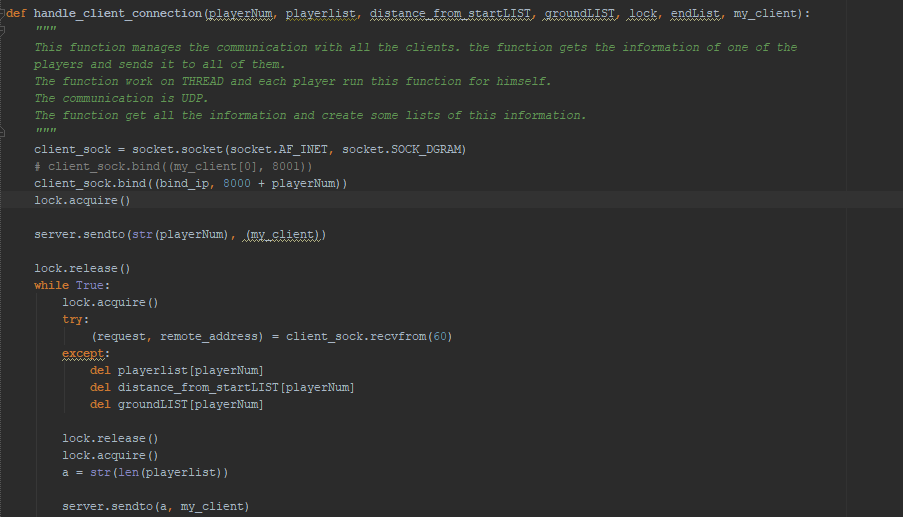 def handle_client_connection(playerNum, playerlist, distance_from_startLIST, groundLIST, lock, endList, my_client):
    """
    This function manages the communication with all the clients. the function gets the information of one of the
    players and sends it to all of them.
    The function work on THREAD and each player run this function for himself.
    The communication is UDP.
    The function get all the information and create some lists of this information.
    """
    client_sock = socket.socket(socket.AF_INET, socket.SOCK_DGRAM)
    # client_sock.bind((my_client[0], 8001))
    client_sock.bind((bind_ip, 8000 + playerNum))
    lock.acquire()
    server.sendto(str(playerNum), (my_client))
    lock.release()
    while True:
        lock.acquire()
        try:
            (request, remote_address) = client_sock.recvfrom(60)
        except:
            del playerlist[playerNum]
            del distance_from_startLIST[playerNum]
            del groundLIST[playerNum]
        lock.release()
        lock.acquire()
        a = str(len(playerlist))
        server.sendto(a, my_client)